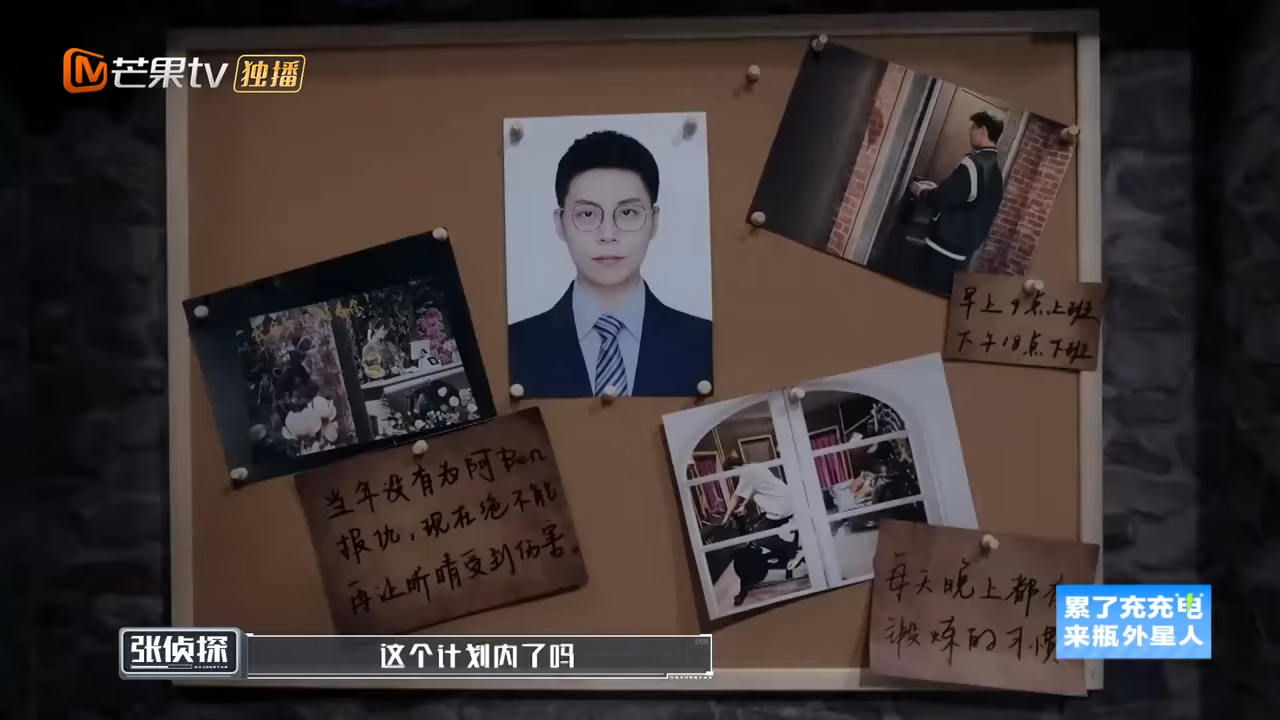 芒果tv 独播
早上9点上班
下午18点下班
当年没有为阿Ben
报仇，现在绝不能
再让昕晴受到伤害。
每天晚上都有
锻炼的习惯
张侦探
这个计划内了吗
累了充充电
来瓶外星人